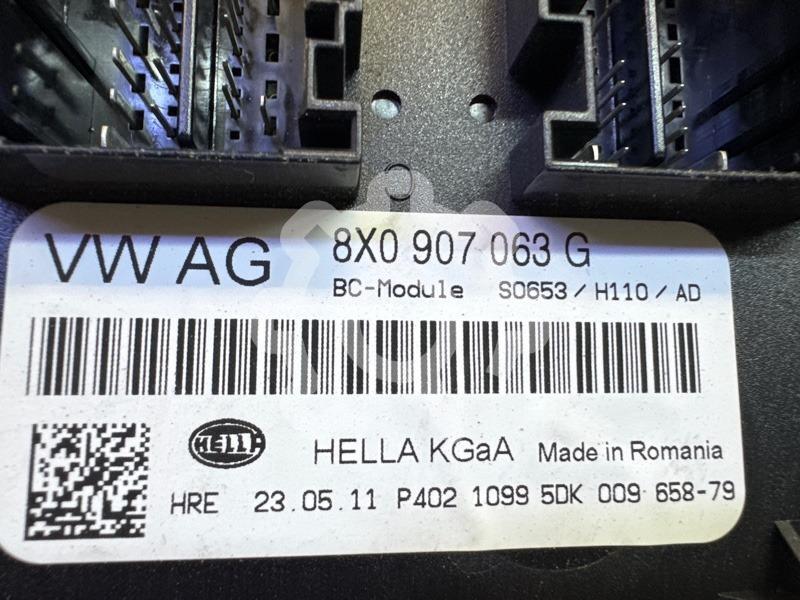 VW AG 8X0 907 063 G
BC-Module S0653 / H110 / AD
HELLA HELLA KGaA Made in Romania
HRE 23.05.11 P402 1099 5DK 009 658-79